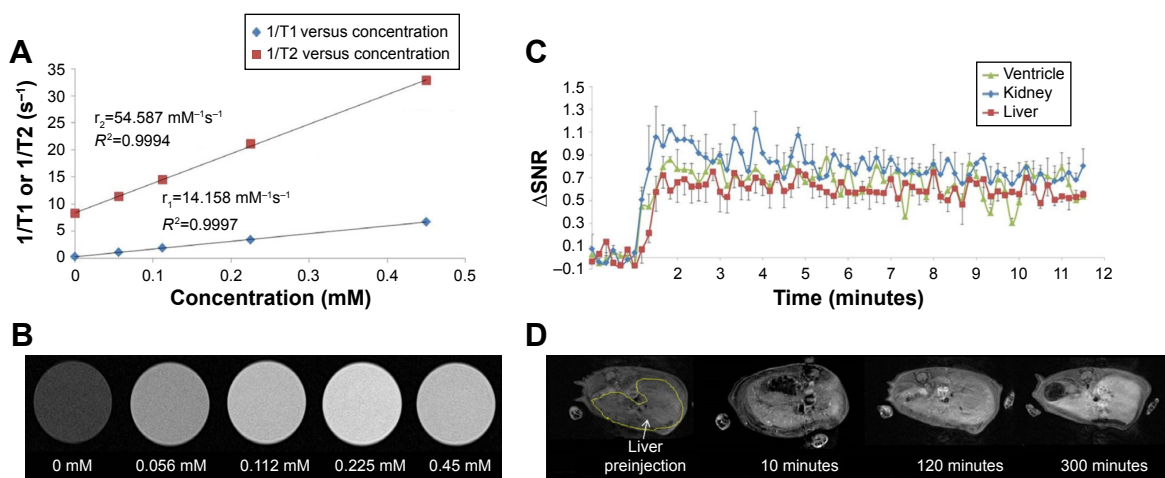 A
1/T1 versus concentration
1/T2 versus concentration
1/T1 or 1/T2 (s⁻¹)
35
30
25
20
15
10
5
0
r₂=54.587 mM⁻¹s⁻¹
R²=0.9994
r₁=14.158 mM⁻¹s⁻¹
R²=0.9997
0 0.1 0.2 0.3 0.4 0.5
Concentration (mM)
C
Ventricle
Kidney
Liver
ΔSNR
1.5
1.3
1.1
0.9
0.7
0.5
0.3
0.1
–0.1
2 3 4 5 6 7 8 9 10 11 12
Time (minutes)
B
0 mM 0.056 mM 0.112 mM 0.225 mM 0.45 mM
D
Liver
preinjection 10 minutes 120 minutes 300 minutes